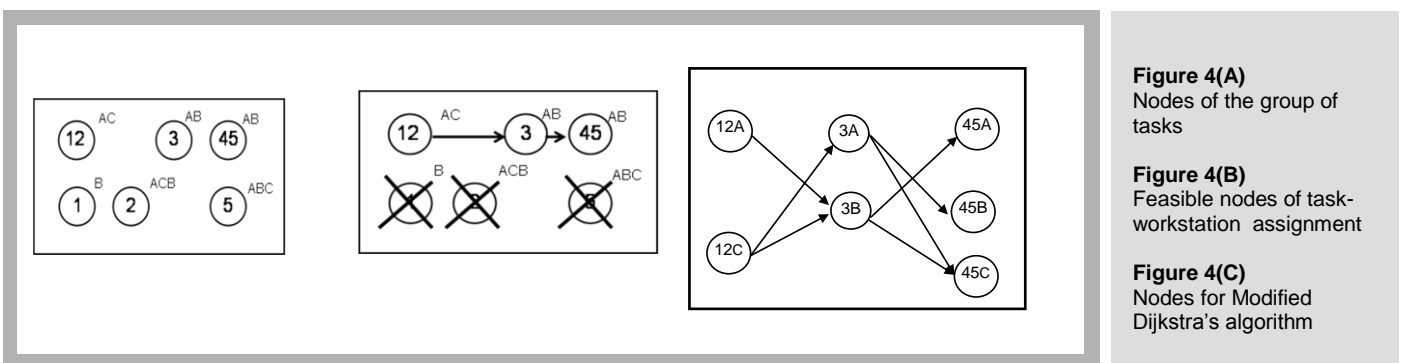 12 AC 3 AB 45 AB
1 B 2 ACB 5 ABC
12 AC 3 AB 45 AB
B ACB ABC
12A 3A 45A
3B 45B
12C 45C
Figure 4(A)
Nodes of the group of
tasks
Figure 4(B)
Feasible nodes of task-
workstation assignment
Figure 4(C)
Nodes for Modified
Dijkstra's algorithm